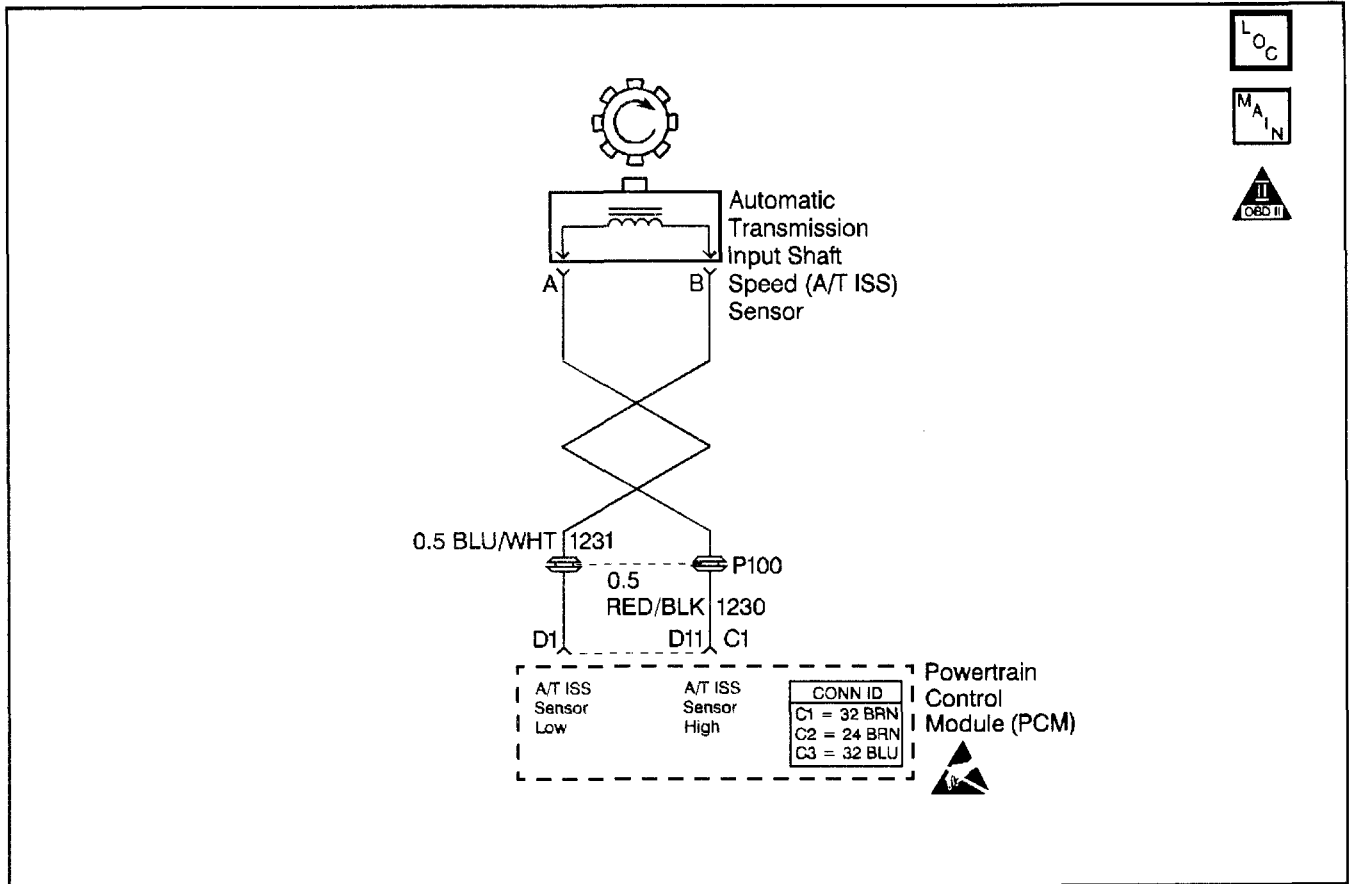 L O C
M A I N
II
OBD II
Automatic
Transmission
Input Shaft
Speed (A/T ISS)
Sensor
A
B
0.5 BLU/WHT 1231
P100
0.5
RED/BLK 1230
D1
D11 C1
A/T ISS
Sensor
Low
A/T ISS
Sensor
High
CONN ID
C1 = 32 BRN
C2 = 24 BRN
C3 = 32 BLU
Powertrain
Control
Module (PCM)